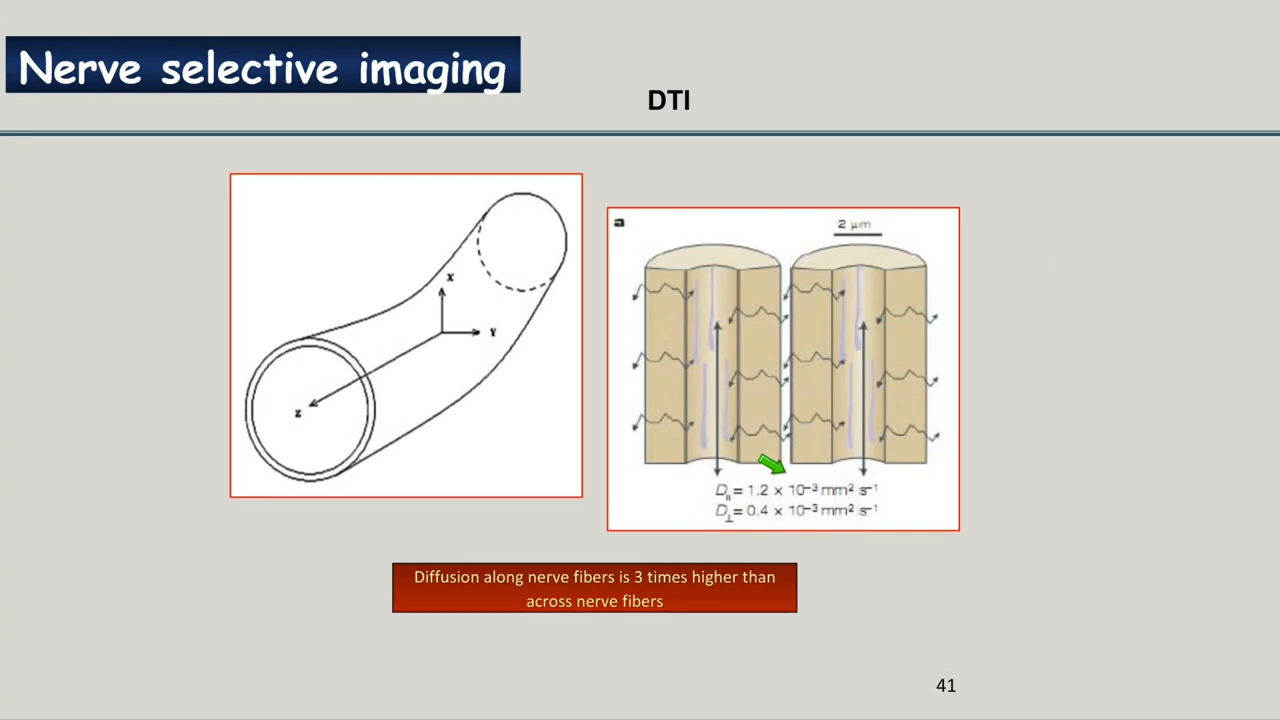 Nerve selective imaging
DTI
X
Y
Z
a
2 μm
D|| = 1.2 × 10⁻³ mm² s⁻¹
D⊥ = 0.4 × 10⁻³ mm² s⁻¹
Diffusion along nerve fibers is 3 times higher than
across nerve fibers
41